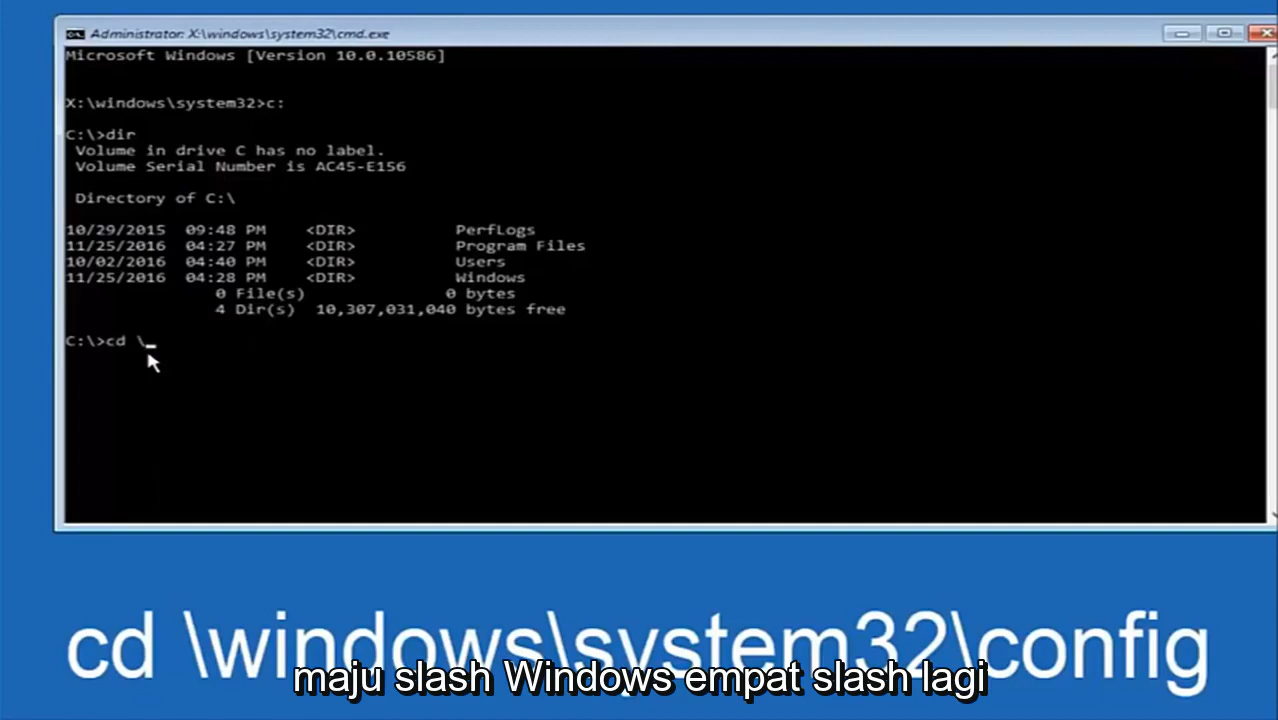 Administrator: X:\windows\system32\cmd.exe
Microsoft Windows [Version 10.0.10586]
X:\windows\system32>c:
C:\>dir
Volume in drive C has no label.
Volume Serial Number is AC45-E156
Directory of C:\
10/29/2015 09:48 PM <DIR> PerfLogs
11/25/2016 04:27 PM <DIR> Program Files
10/02/2016 04:40 PM <DIR> Users
11/25/2016 04:28 PM <DIR> Windows
0 File(s) 0 bytes
4 Dir(s) 10,307,031,040 bytes free
C:\>cd \_
cd \windows\system32\config
maju slash Windows empat slash lagi